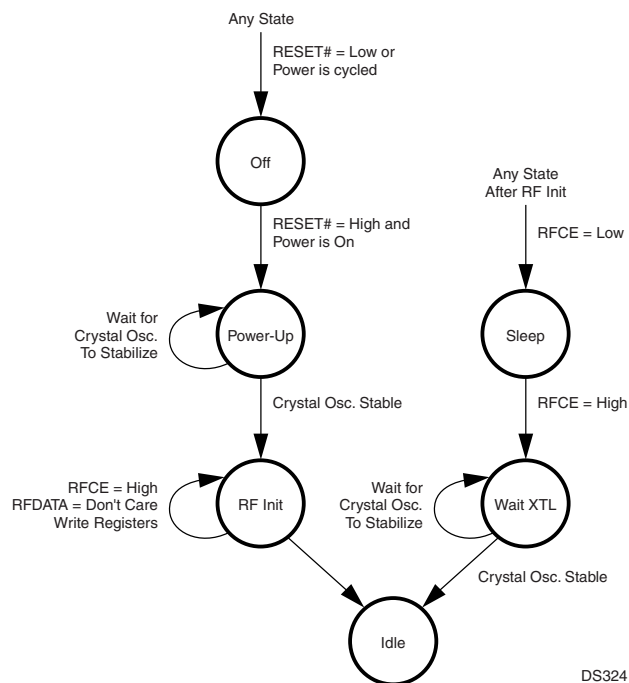 Any State
RESET# = Low or
Power is cycled
Off
Any State
After RF Init
RESET# = High and
Power is On
RFCE = Low
Wait for
Crystal Osc.
To Stabilize
Power-Up
Sleep
Crystal Osc. Stable
RFCE = High
RFCE = High
RFDATA = Don't Care
Write Registers
RF Init
Wait for
Crystal Osc.
To Stabilize
Wait XTL
Crystal Osc. Stable
Idle
DS324